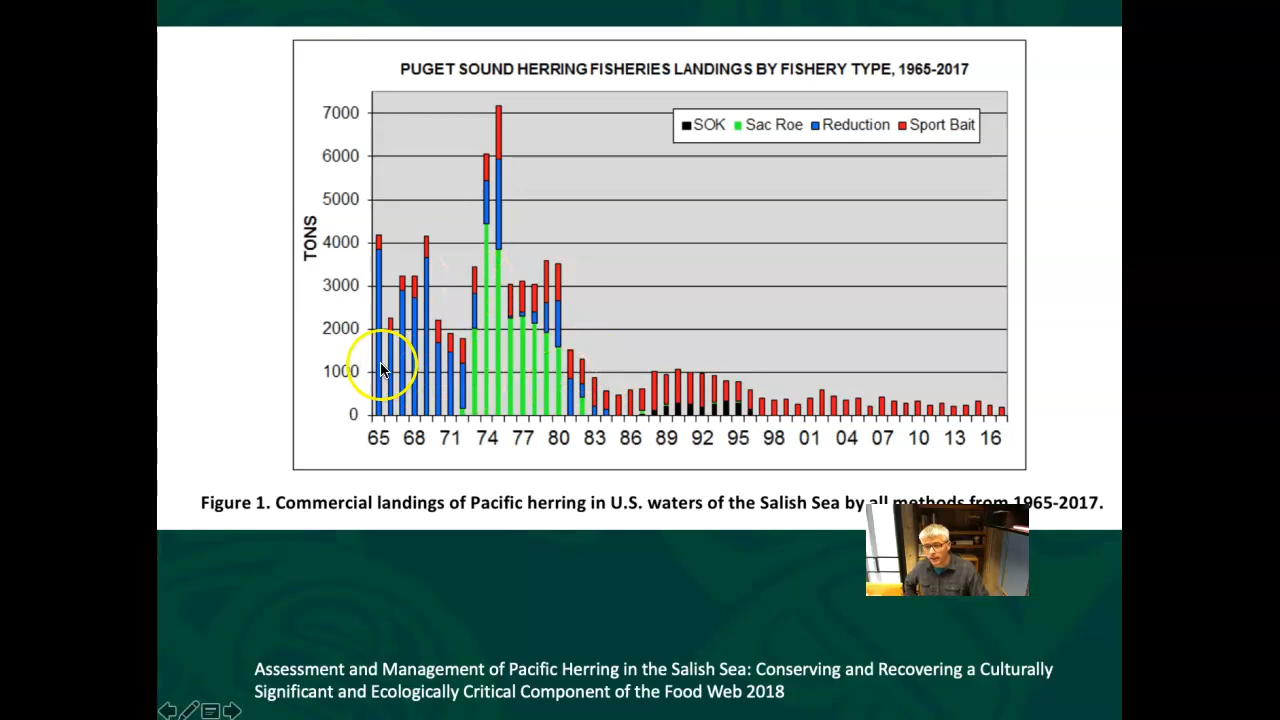 PUGET SOUND HERRING FISHERIES LANDINGS BY FISHERY TYPE, 1965-2017
SOK Sac Roe Reduction Sport Bait
7000
6000
5000
4000
3000
2000
1000
0
TONS
65 68 71 74 77 80 83 86 89 92 95 98 01 04 07 10 13 16
Figure 1. Commercial landings of Pacific herring in U.S. waters of the Salish Sea by all methods from 1965-2017.
Assessment and Management of Pacific Herring in the Salish Sea: Conserving and Recovering a Culturally
Significant and Ecologically Critical Component of the Food Web 2018